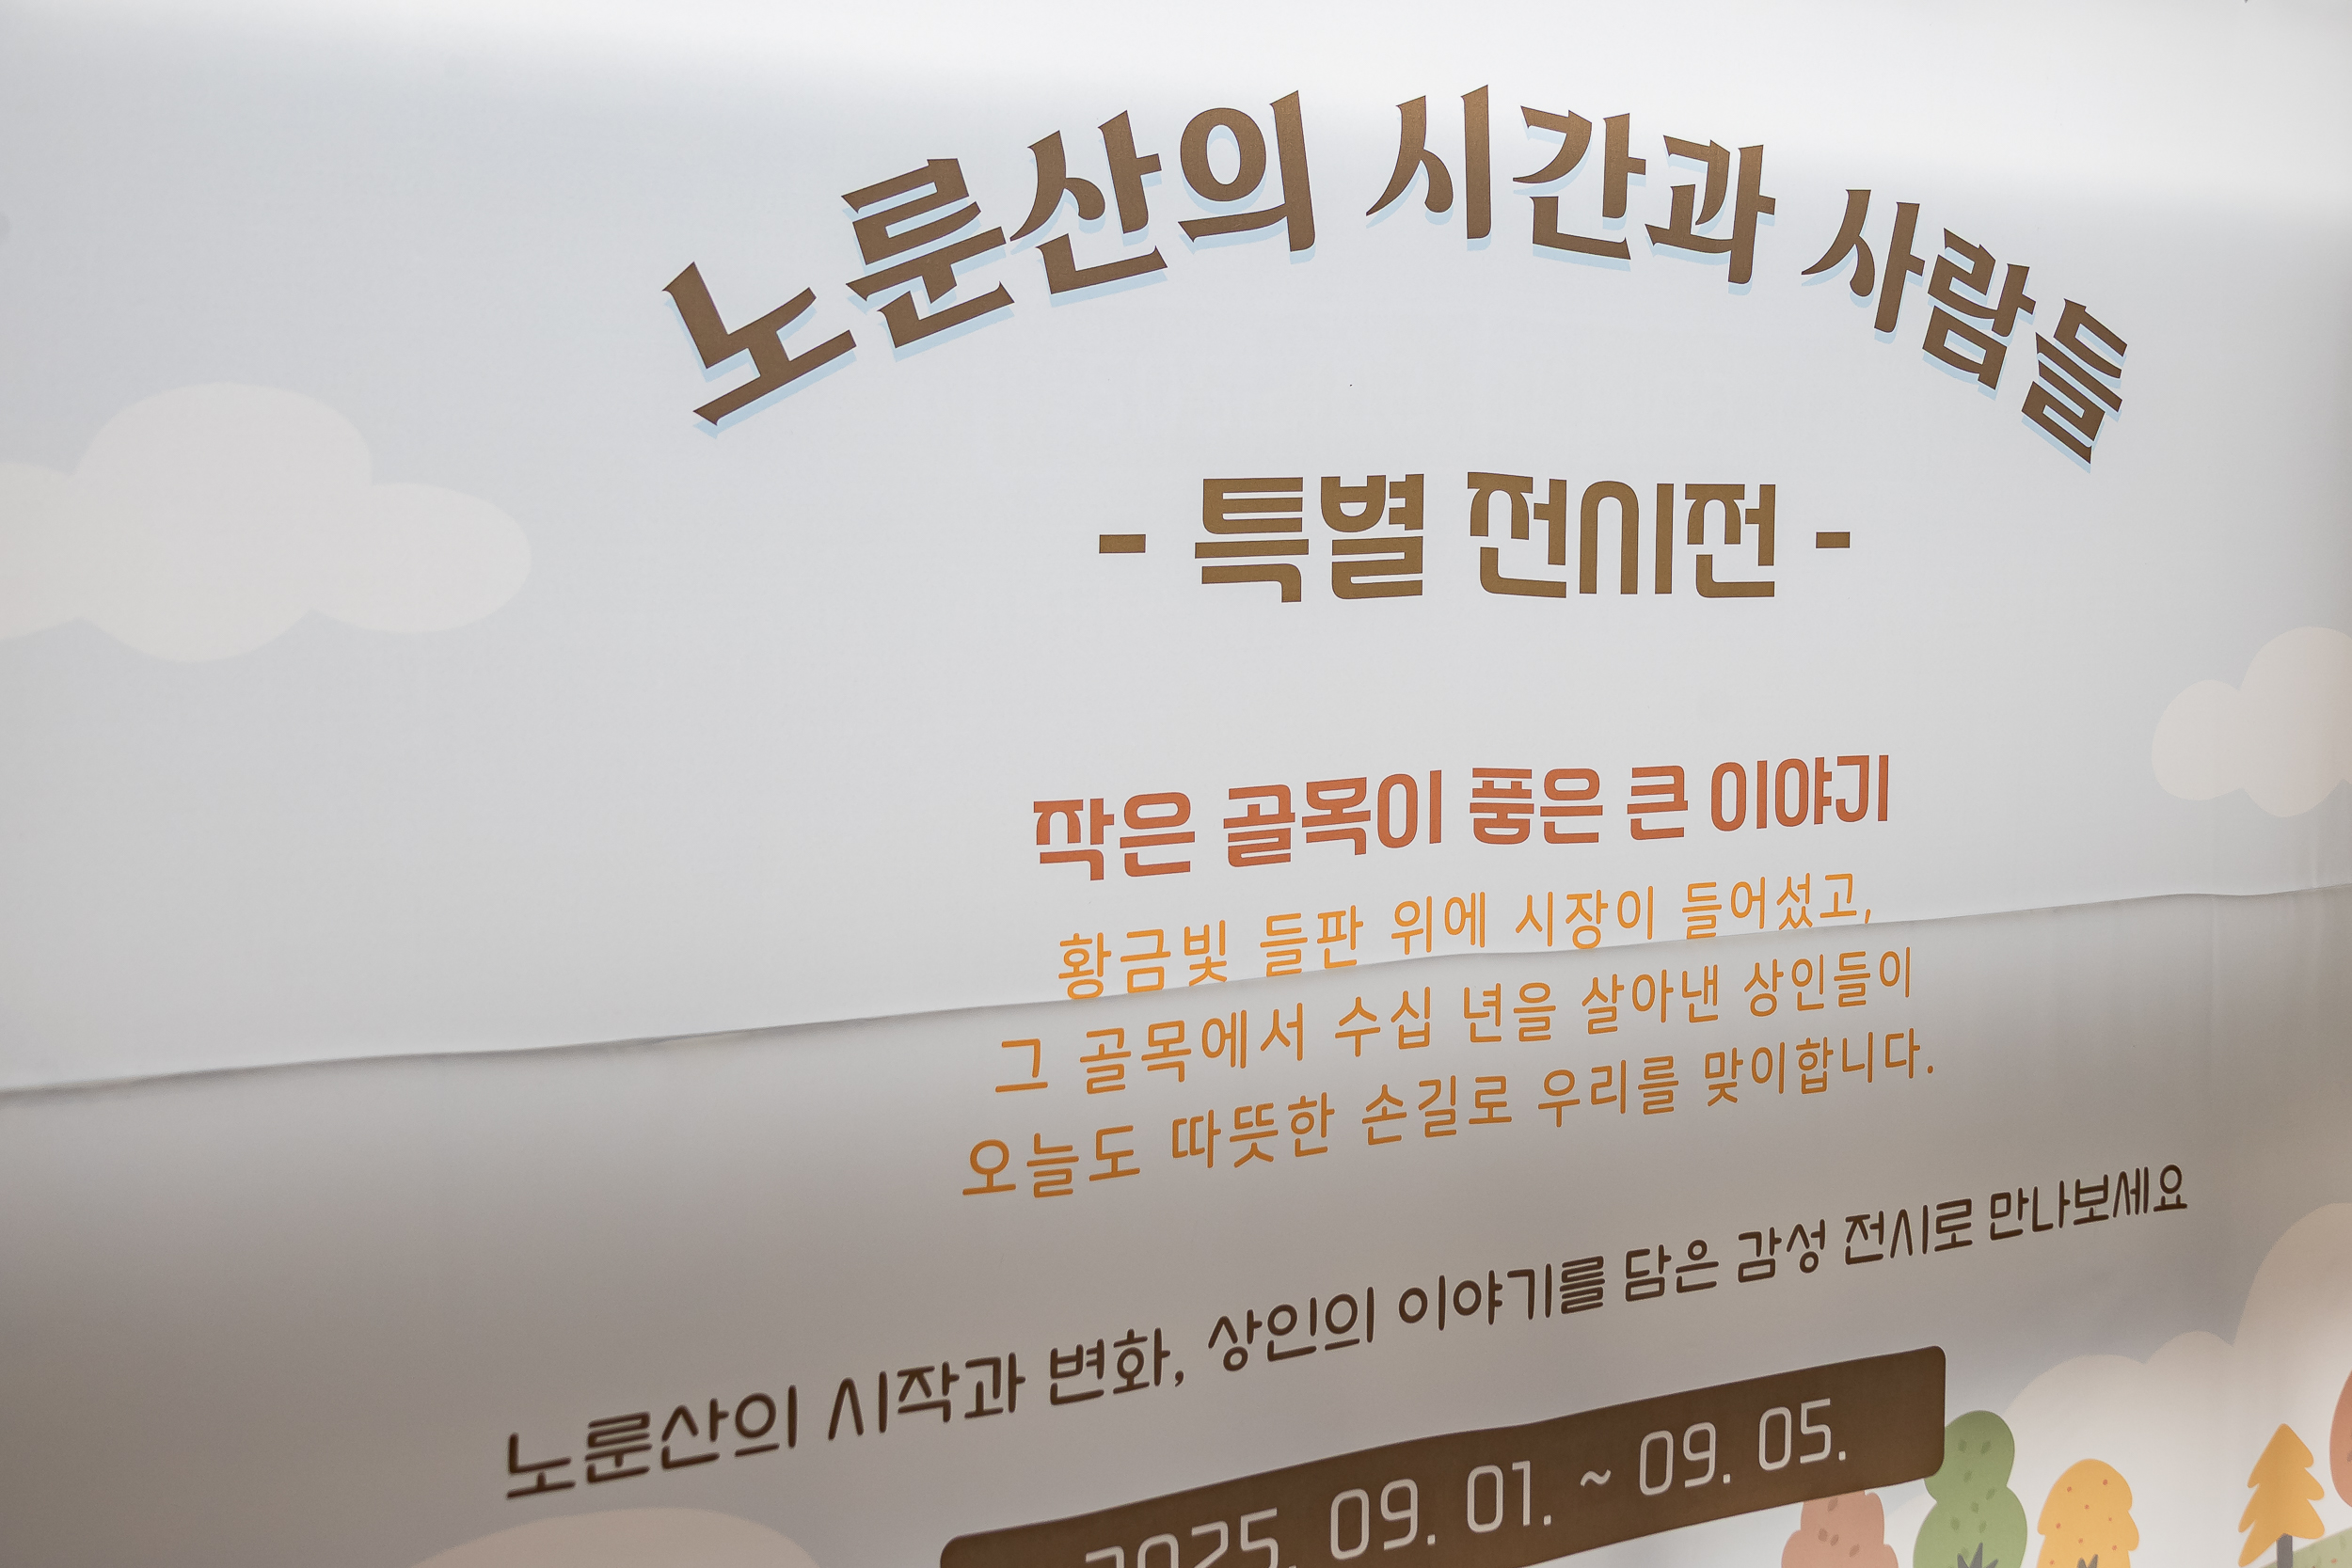 노룬산의 시간과 사람들
- 특별 전시전 -
작은 골목이 품은 큰 이야기
황금빛 들판 위에 시장이 들어섰고,
그 골목에서 수십 년을 살아낸 상인들이
오늘도 따뜻한 손길로 우리를 맞이합니다.
노룬산의 시작과 변화, 상인의 이야기를 담은 감성 전시로 만나보세요
2025. 09. 01. ~ 09. 05.